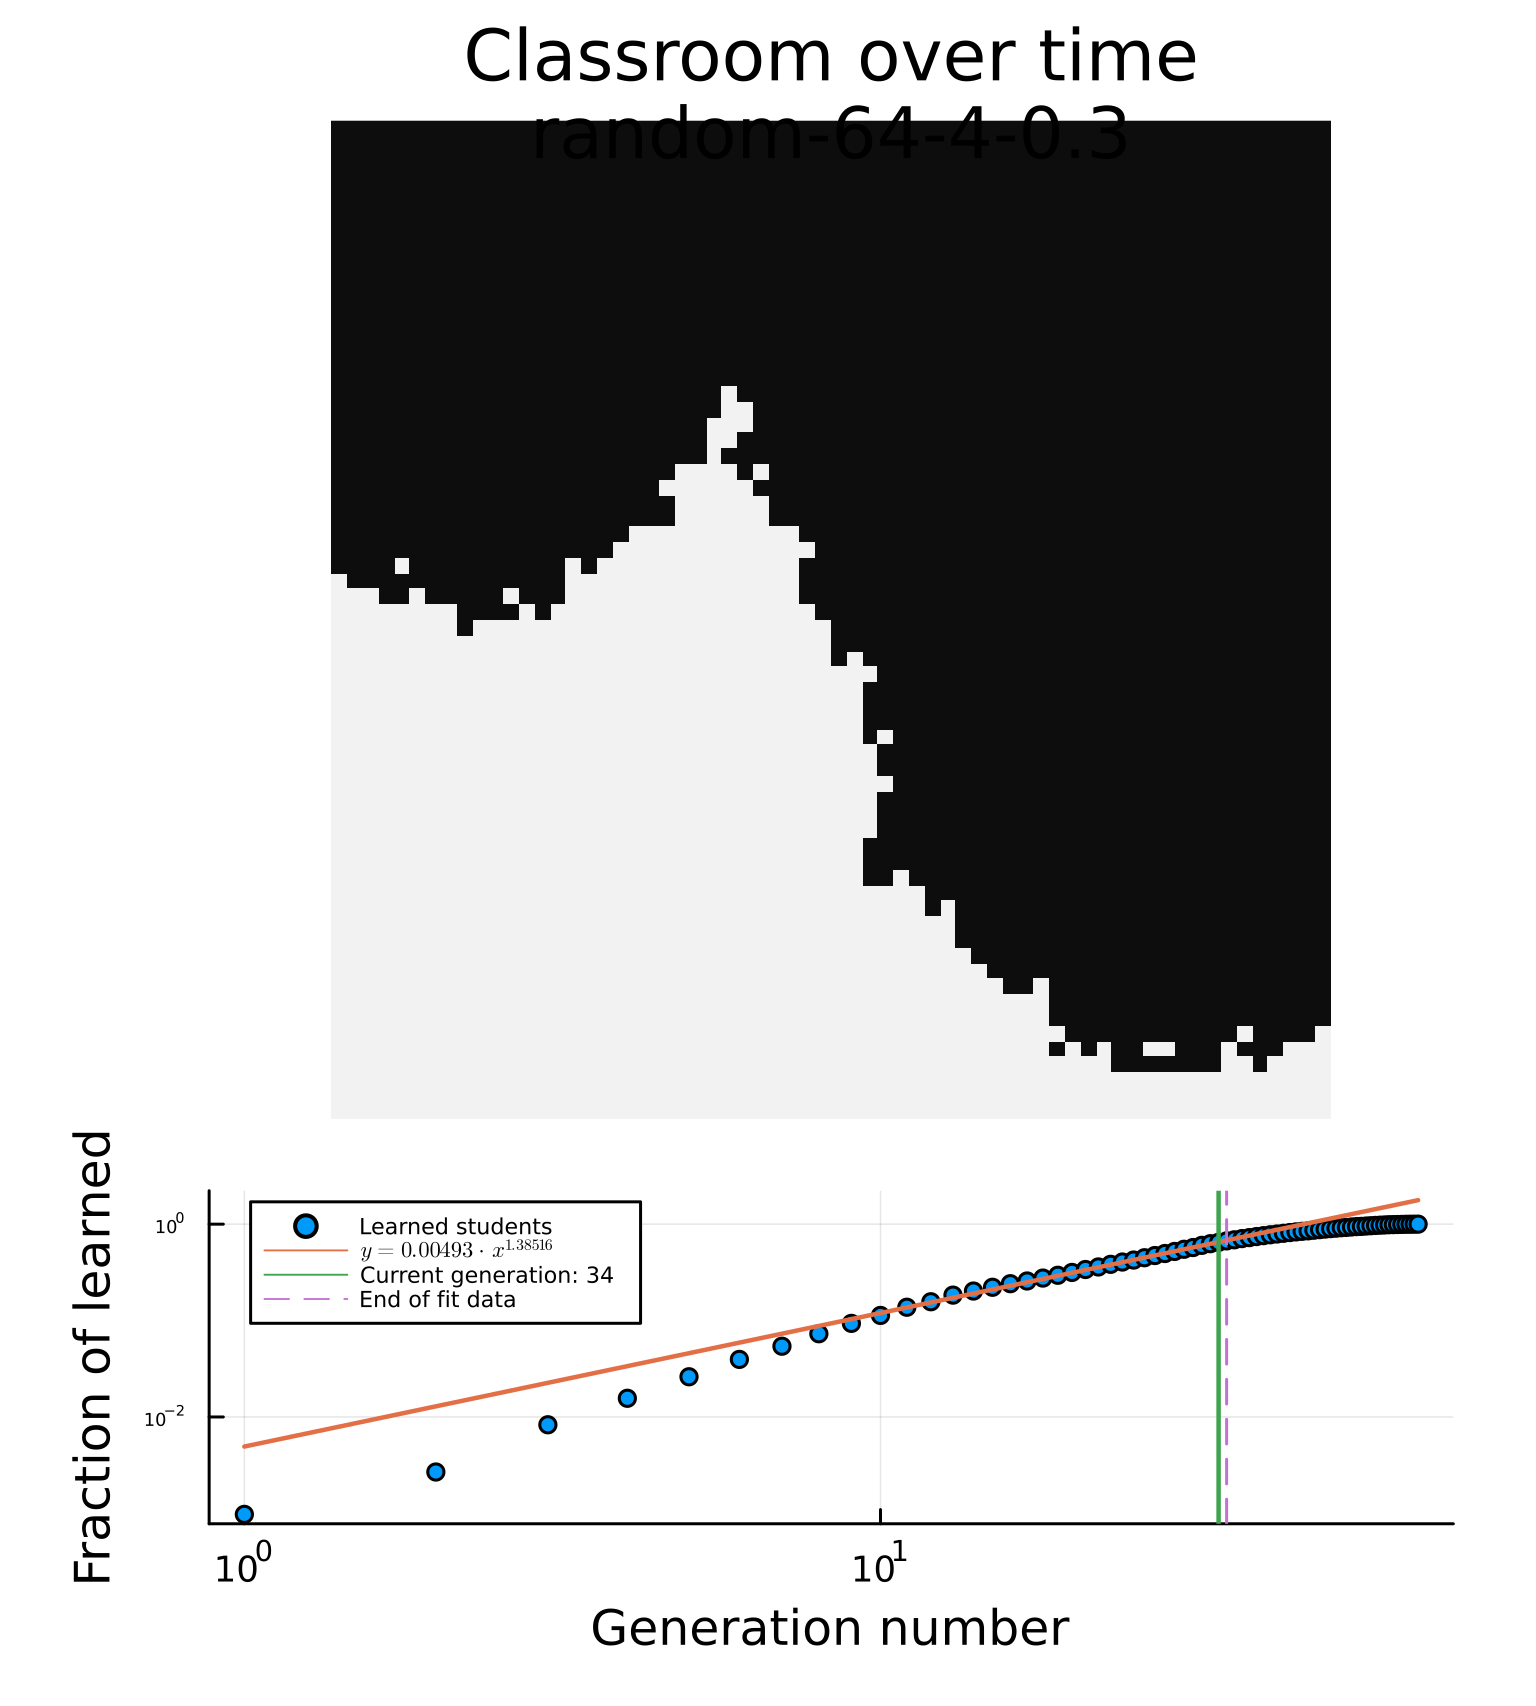 Classroom over time
random-64-4-0.3
Fraction of learned
10⁰
10⁻²
Learned students
y = 0.00493 · x^1.38516
Current generation: 34
End of fit data
10⁰
10¹
Generation number